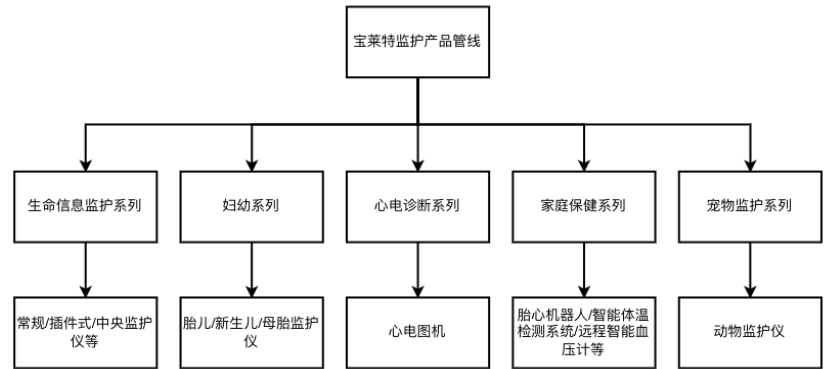 宝莱特监护产品管线
生命信息监护系列
妇幼系列
心电诊断系列
家庭保健系列
宠物监护系列
常规/插件式/中央监护
仪等
胎儿/新生儿/母胎监护
仪
心电图机
胎心机器人/智能体温
检测系统/远程智能血
压计等
动物监护仪